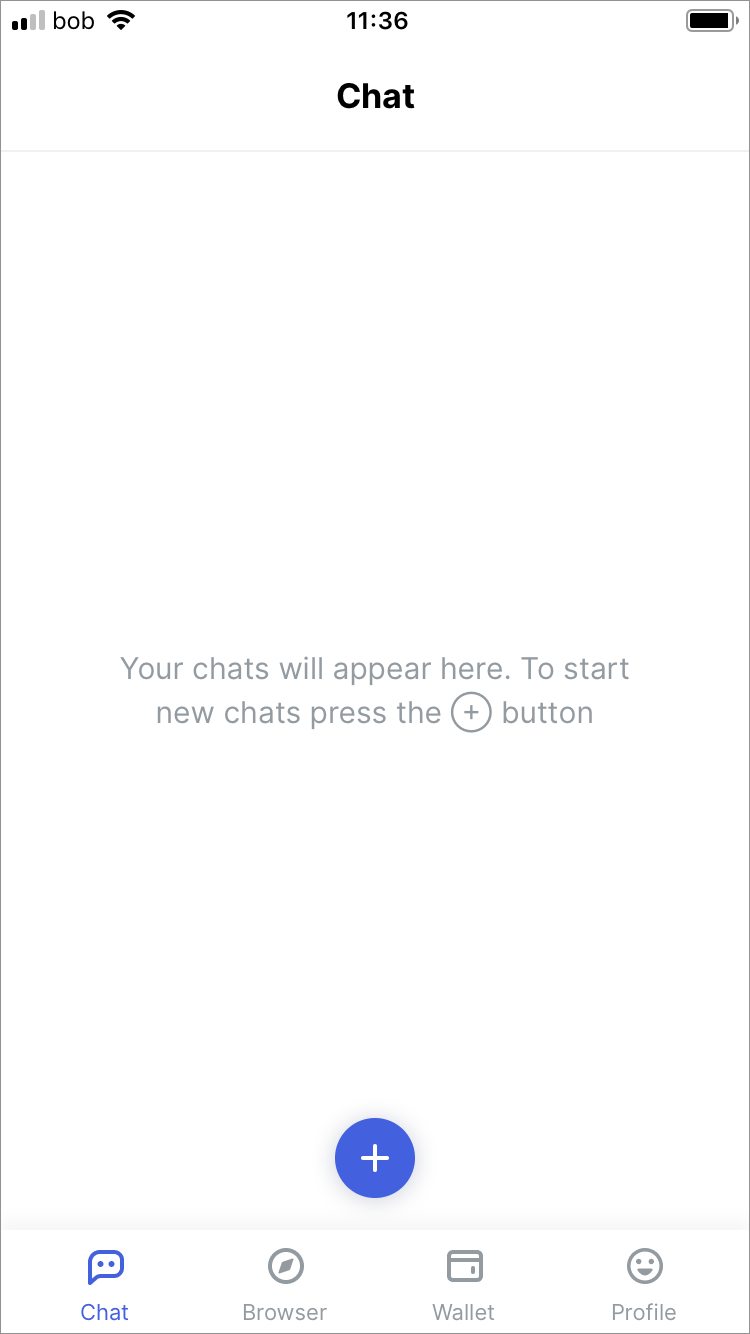 bob 11:36
Chat
Your chats will appear here. To start
new chats press the + button
Chat Browser Wallet Profile